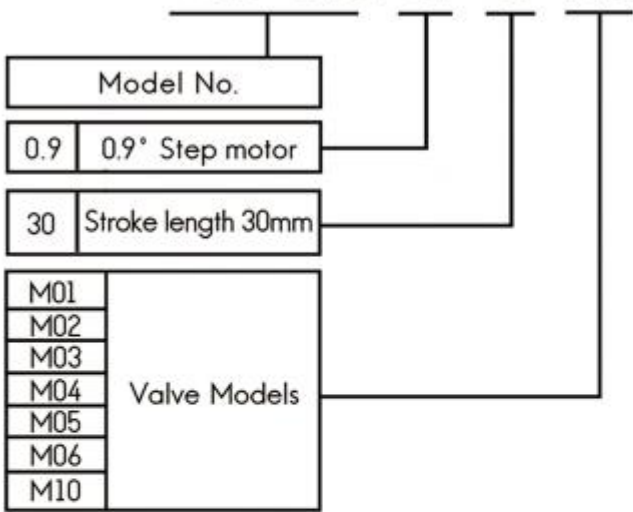 Model No.
0.9 0.9° Step motor
30 Stroke length 30mm
M01
M02
M03
M04
M05
M06
M10
Valve Models